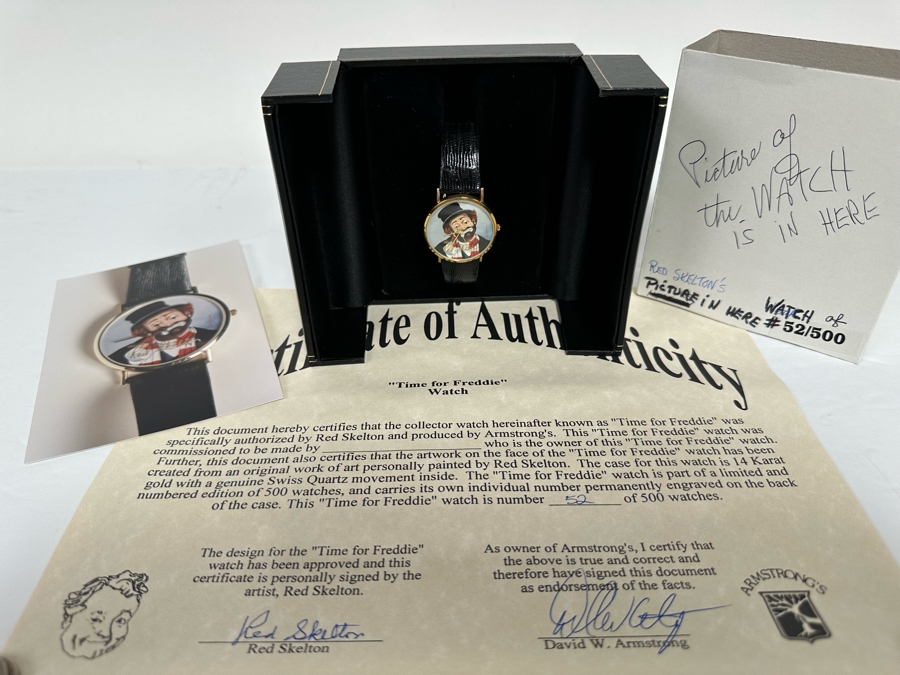 Picture of
the WATCH
IS IN HERE
RED SKELTON'S
PICTURE IN HERE
WATCH of
#52/500
te of Auth
ticity
"Time for Freddie"
Watch
This document hereby certifies that the collector watch hereinafter known as "Time for Freddie" was
specifically authorized by Red Skelton and produced by Armstrong's. This "Time for Freddie" watch was
commissioned to be made by ____________ who is the owner of this "Time for Freddie" watch.
Further, this document also certifies that the artwork on the face of the "Time for Freddie" watch has been
created from an original work of art personally painted by Red Skelton. The case for this watch is 14 Karat
gold with a genuine Swiss Quartz movement inside. The "Time for Freddie" watch is part of a limited and
numbered edition of 500 watches, and carries its own individual number permanently engraved on the back
of the case. This "Time for Freddie" watch is number 52 of 500 watches.
The design for the "Time for Freddie"
watch has been approved and this
certificate is personally signed by the
artist, Red Skelton.
Red Skelton
Red Skelton
As owner of Armstrong's, I certify that
the above is true and correct and
therefore have signed this document
as endorsement of the facts.
David W. Armstrong
ARMSTRONG'S